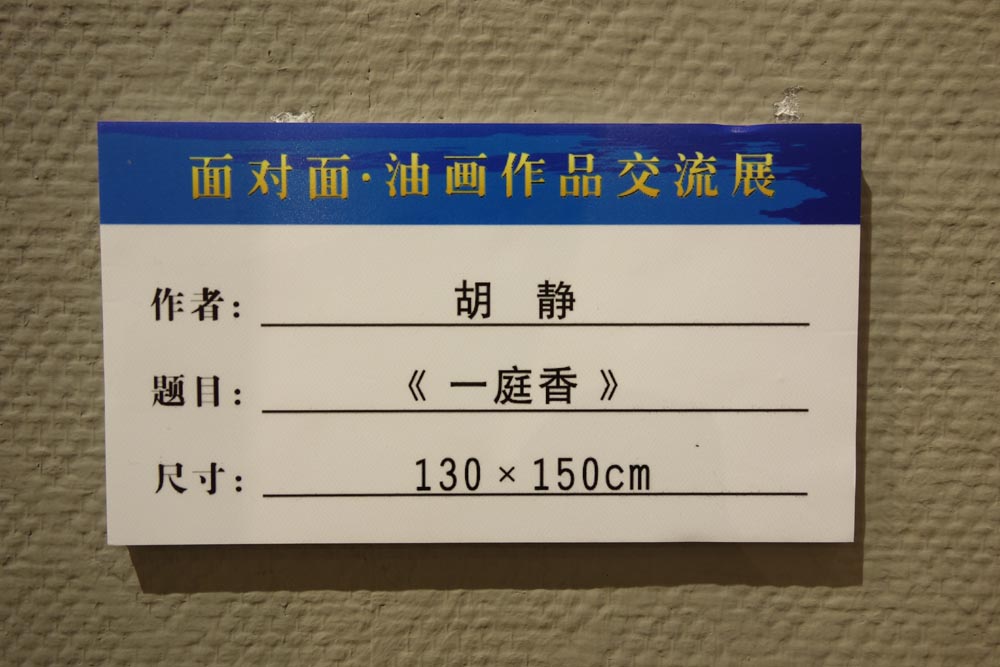 面对面·油画作品交流展
作者： 胡 静
题目： 《 一庭香 》
尺寸： 130×150cm